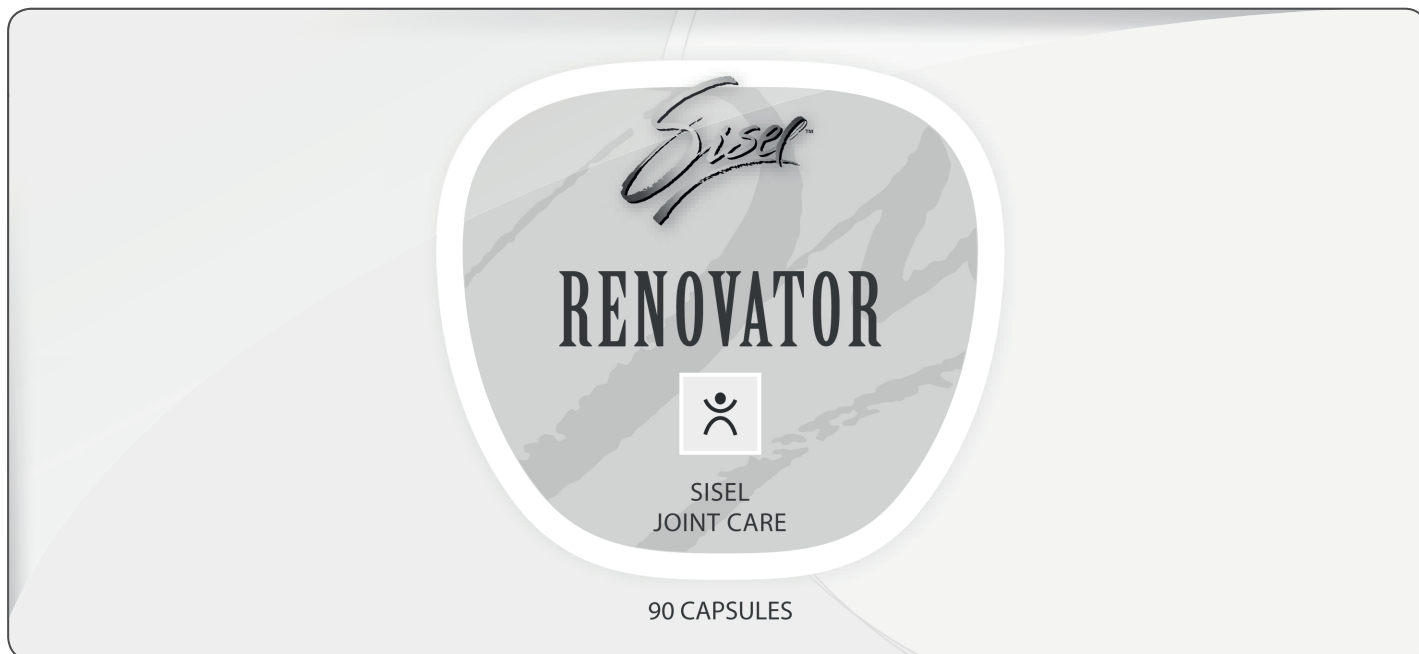 Sisel™
RENOVATOR
SISEL
JOINT CARE
90 CAPSULES